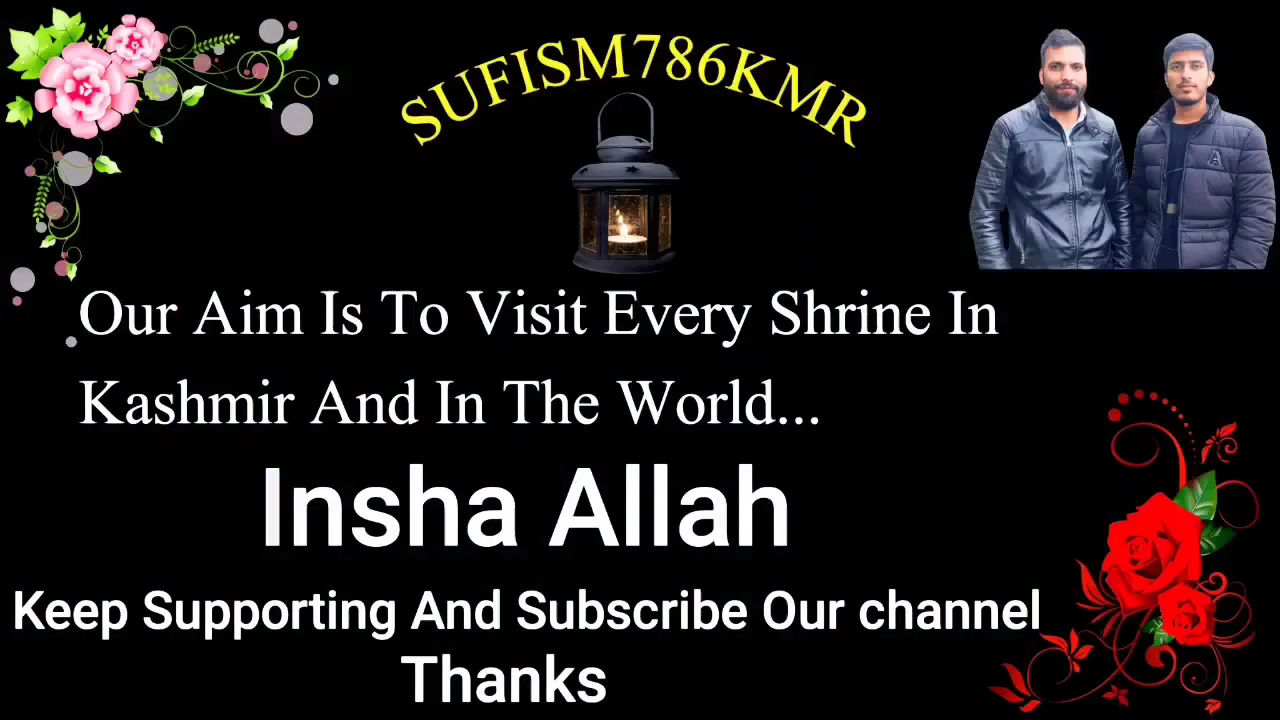 SUFISM786KMR
Our Aim Is To Visit Every Shrine In
Kashmir And In The World...
Insha Allah
Keep Supporting And Subscribe Our channel
Thanks